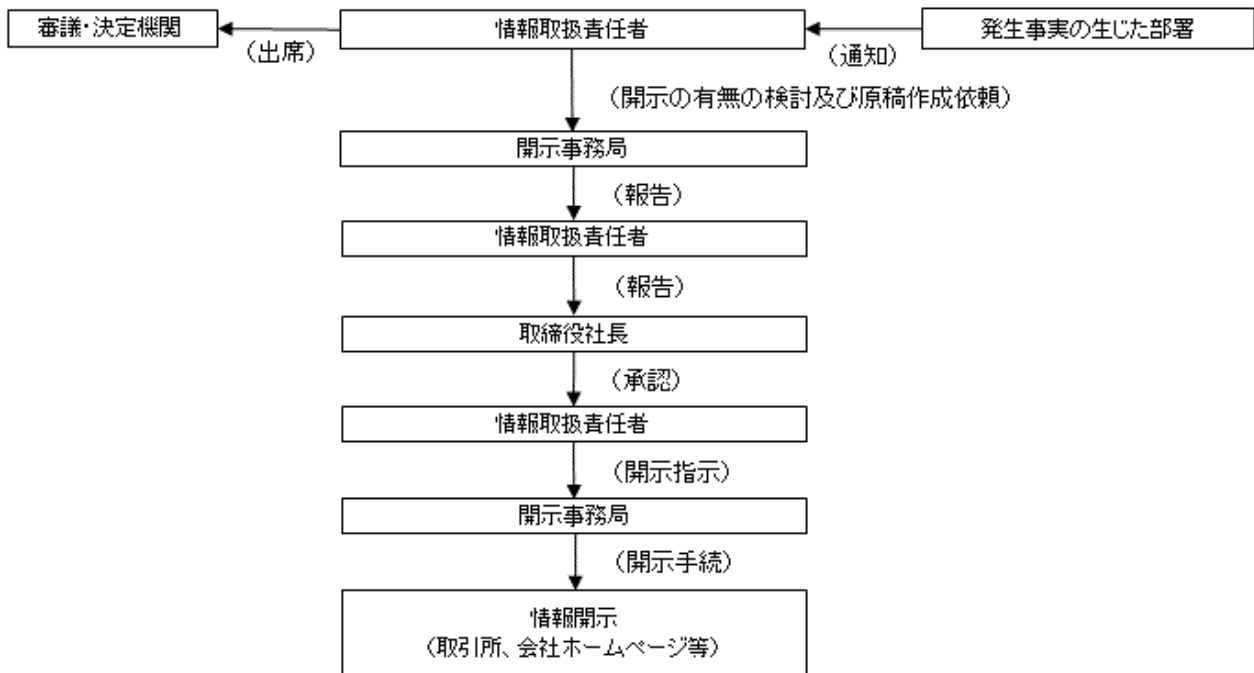 審議・決定機関
情報取扱責任者
発生事実の生じた部署
（出席）
（通知）
（開示の有無の検討及び原稿作成依頼）
開示事務局
（報告）
情報取扱責任者
（報告）
取締役社長
（承認）
情報取扱責任者
（開示指示）
開示事務局
（開示手続）
情報開示
（取引所、会社ホームページ等）